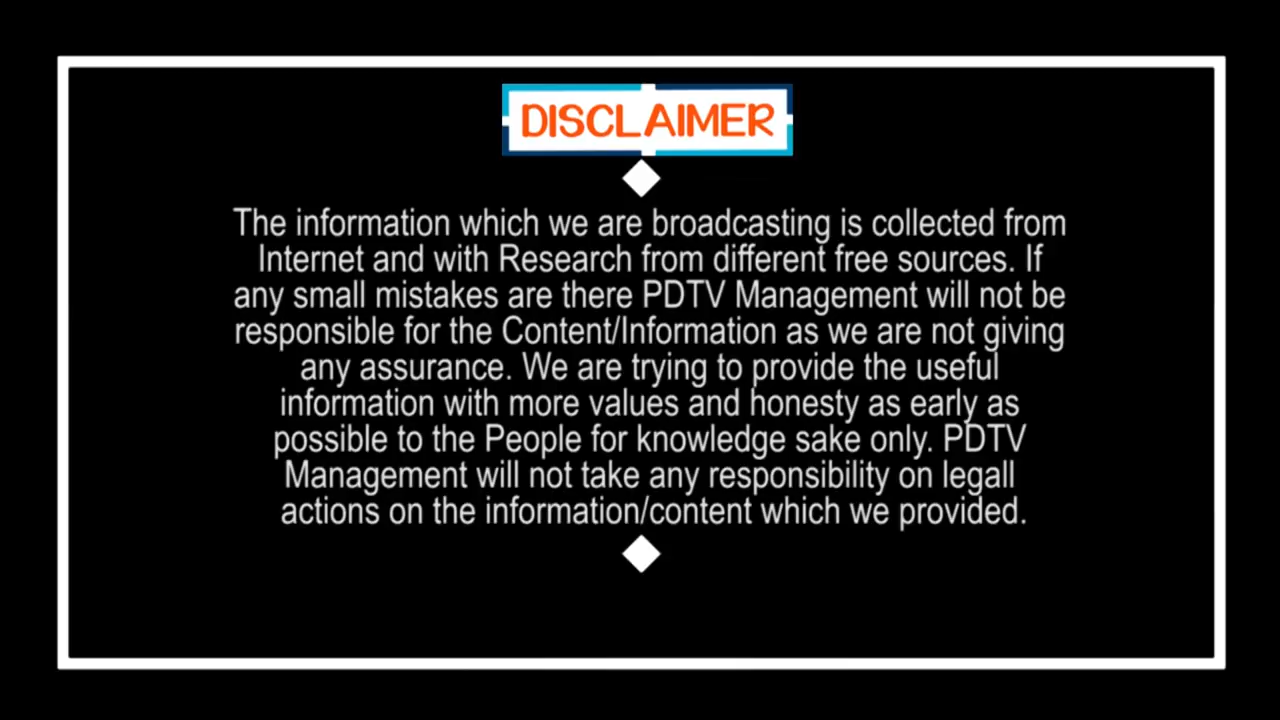 DISCLAIMER
The information which we are broadcasting is collected from
Internet and with Research from different free sources. If
any small mistakes are there PDTV Management will not be
responsible for the Content/Information as we are not giving
any assurance. We are trying to provide the useful
information with more values and honesty as early as
possible to the People for knowledge sake only. PDTV
Management will not take any responsibility on legall
actions on the information/content which we provided.